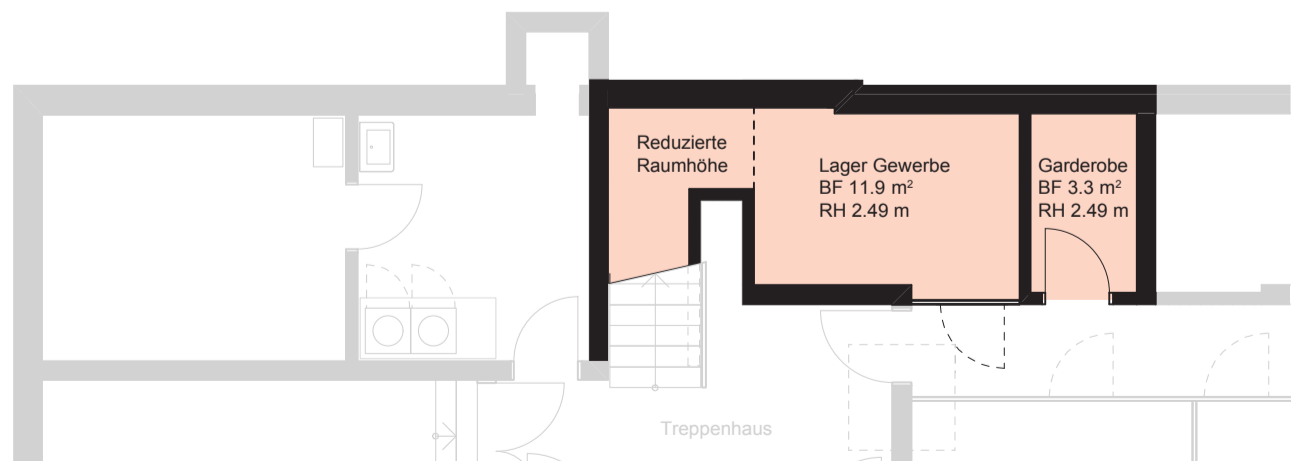 Reduzierte
Raumhöhe
Lager Gewerbe
BF 11.9 m²
RH 2.49 m
Garderobe
BF 3.3 m²
RH 2.49 m
Treppenhaus